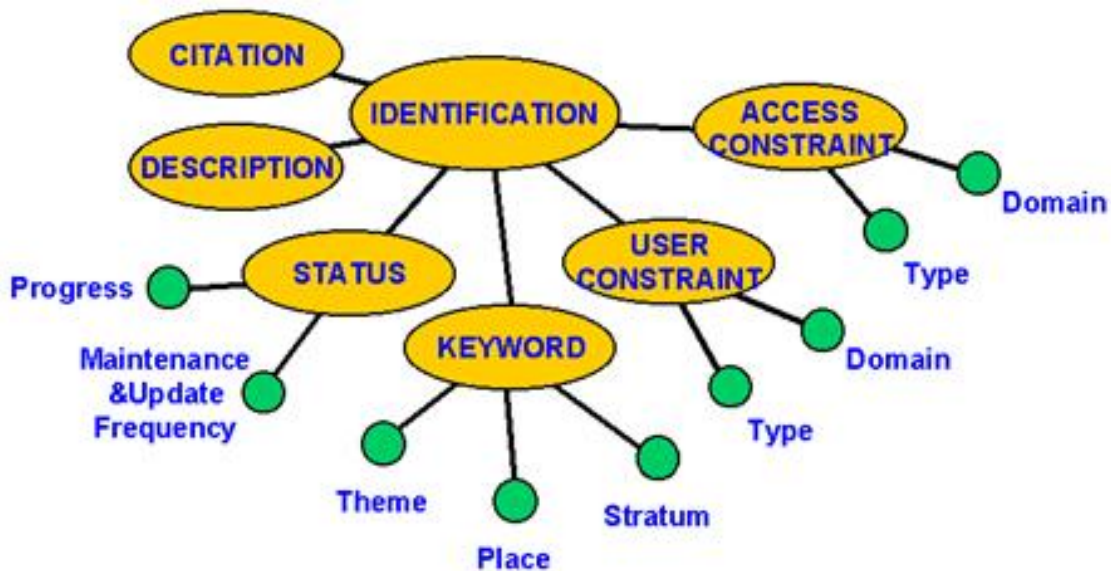 CITATION
IDENTIFICATION
ACCESS
CONSTRAINT
DESCRIPTION
Domain
USER
CONSTRAINT
STATUS
Type
Progress
KEYWORD
Domain
Maintenance
&Update
Frequency
Type
Theme
Stratum
Place